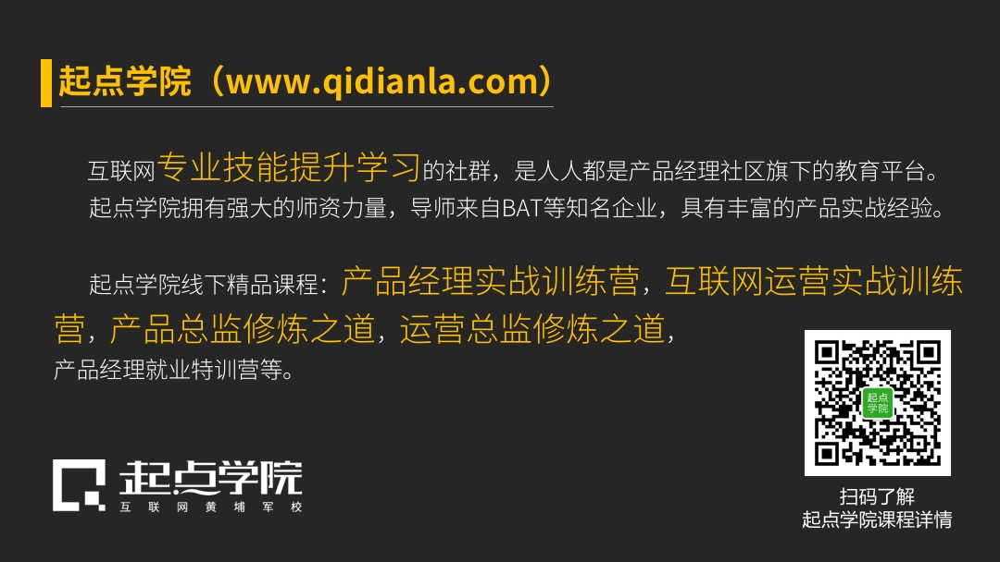 起点学院（www.qidianla.com）
互联网专业技能提升学习的社群，是人人都是产品经理社区旗下的教育平台。
起点学院拥有强大的师资力量，导师来自BAT等知名企业，具有丰富的产品实战经验。
起点学院线下精品课程：产品经理实战训练营，互联网运营实战训练
营，产品总监修炼之道，运营总监修炼之道，
产品经理就业特训营等。
起点
学院
起点学院
互联网黄埔军校
扫码了解
起点学院课程详情